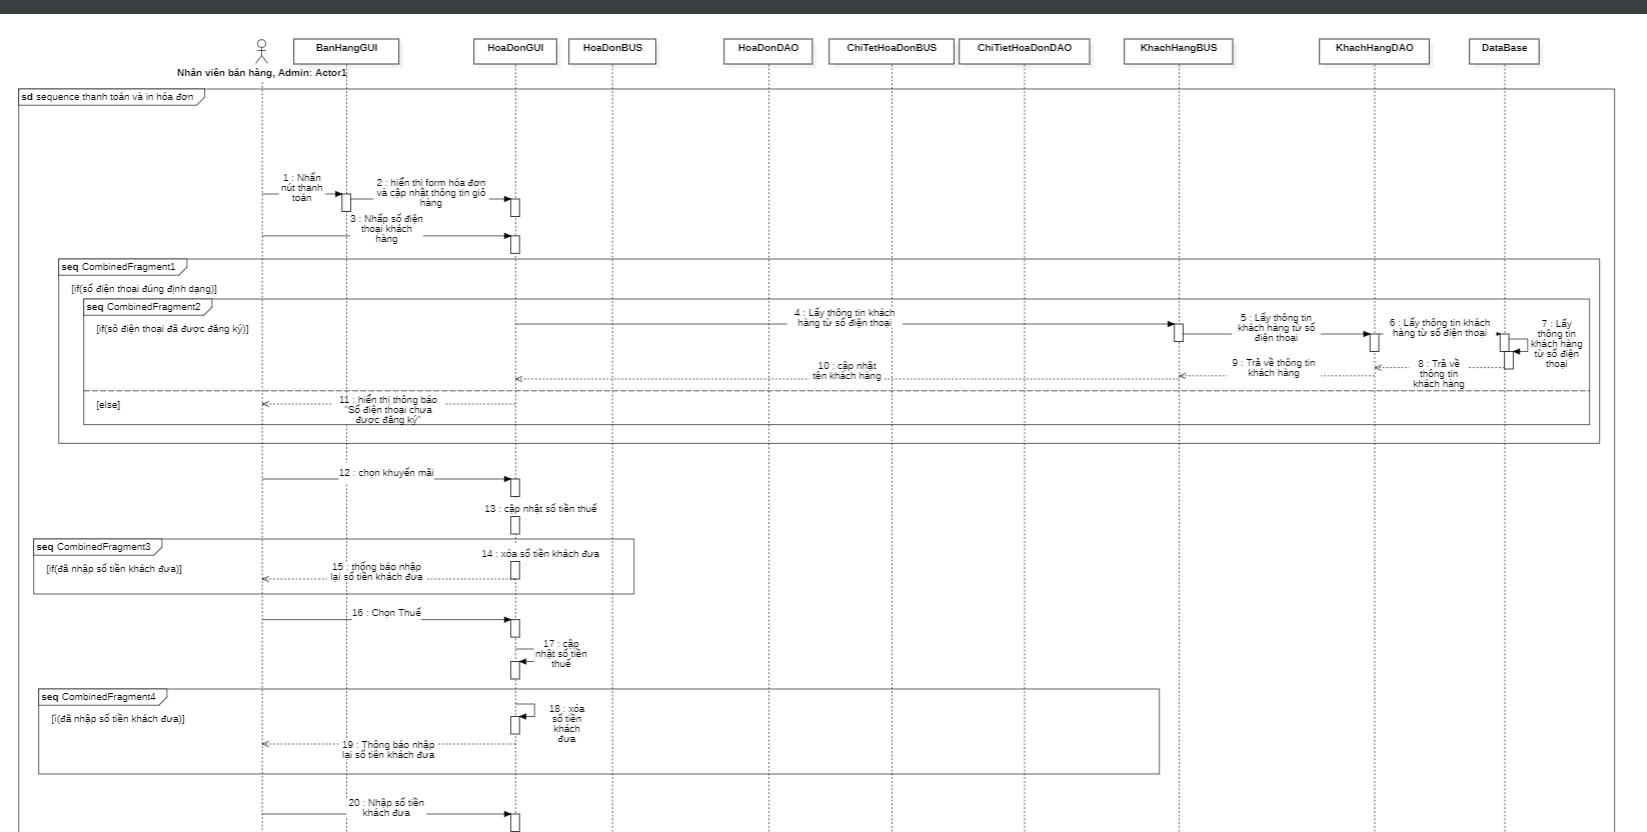 BanHangGUI
HoaDonGUI
HoaDonBUS
HoaDonDAO
ChiTetHoaDonBUS
ChiTietHoaDonDAO
KhachHangBUS
KhachHangDAO
DataBase
Nhân viên bán hàng, Admin: Actor1
sd sequence thanh toán và in hóa đơn
1 : Nhấn
nút thanh
toán
2 : hiển thị form hóa đơn
và cập nhật thông tin giỏ
hàng
3 : Nhấp số điện
thoại khách
hàng
seq CombinedFragment1
[if(số điện thoại đúng định dạng)]
seq CombinedFragment2
[if(số điện thoại đã được đăng ký)]
4 : Lấy thông tin khách
hàng từ số điện thoại
5 : Lấy thông tin
khách hàng từ số
điện thoại
6 : Lấy thông tin khách
hàng từ số điện thoại
7 : Lấy
thông tin
khách hàng
từ số điện
thoại
8 : Trả về
thông tin
khách hàng
9 : Trả về thông tin
khách hàng
10 : cập nhật
tên khách hàng
[else]
11 : hiển thị thông báo
"Số điện thoại chưa
được đăng ký"
12 : chọn khuyến mãi
13 : cập nhật số tiền thuế
seq CombinedFragment3
[if(đã nhập số tiền khách đưa)]
14 : xóa số tiền khách đưa
15 : thống báo nhập
lại số tiền khách đưa
16 : Chọn Thuế
17 : cập
nhật số tiền
thuế
seq CombinedFragment4
[i(đã nhập số tiền khách đưa)]
18 : xóa
số tiền
khách
đưa
19 : Thông báo nhập
lại số tiền khách đưa
20 : Nhập số tiền
khách đưa